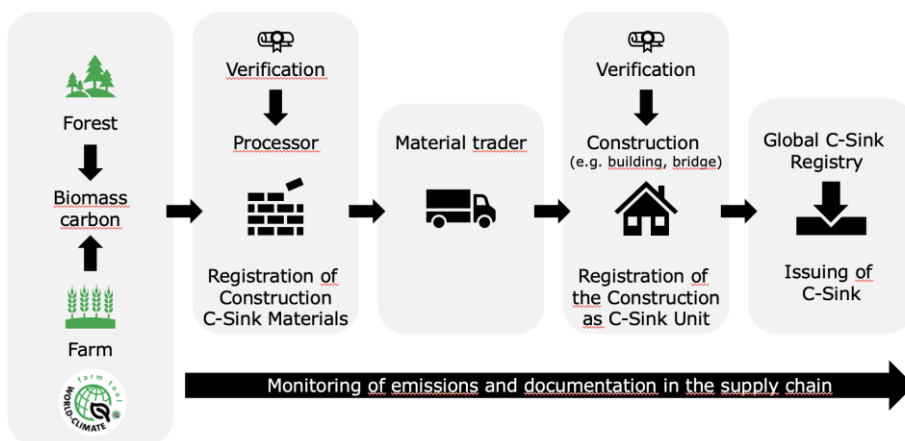 Forest
Biomass
carbon
Farm
farm tool
WORLD-CLIMATE
Verification
Processor
Registration of
Construction
C-Sink Materials
Material trader
Verification
Construction
(e.g. building, bridge)
Registration of
the Construction
as C-Sink Unit
Global C-Sink
Registry
Issuing of
C-Sink
Monitoring of emissions and documentation in the supply chain